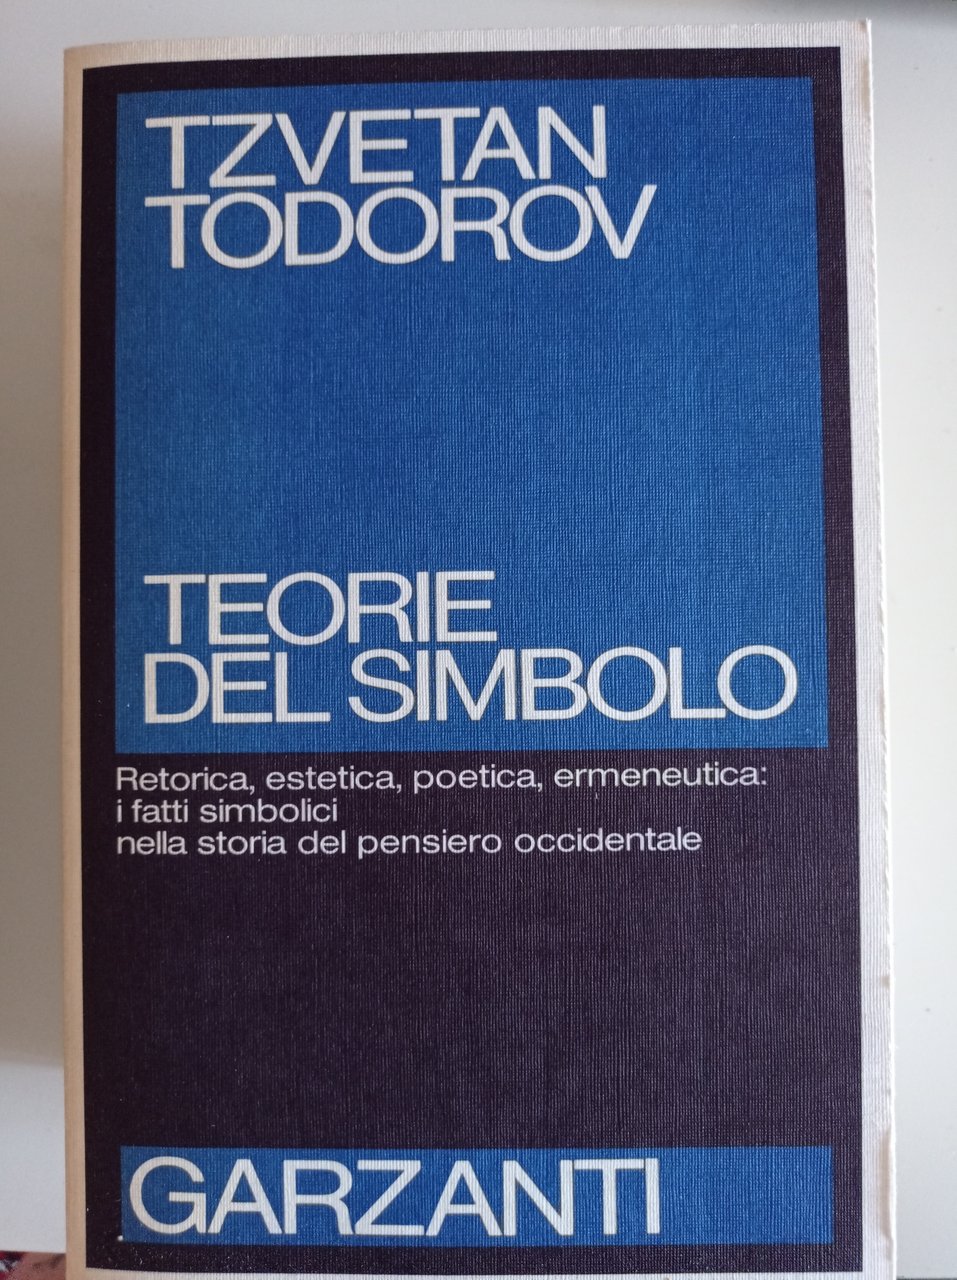 TZVETAN
TODOROV
TEORIE
DEL SIMBOLO
Retorica, estetica, poetica, ermeneutica:
i fatti simbolici
nella storia del pensiero occidentale
GARZANTI